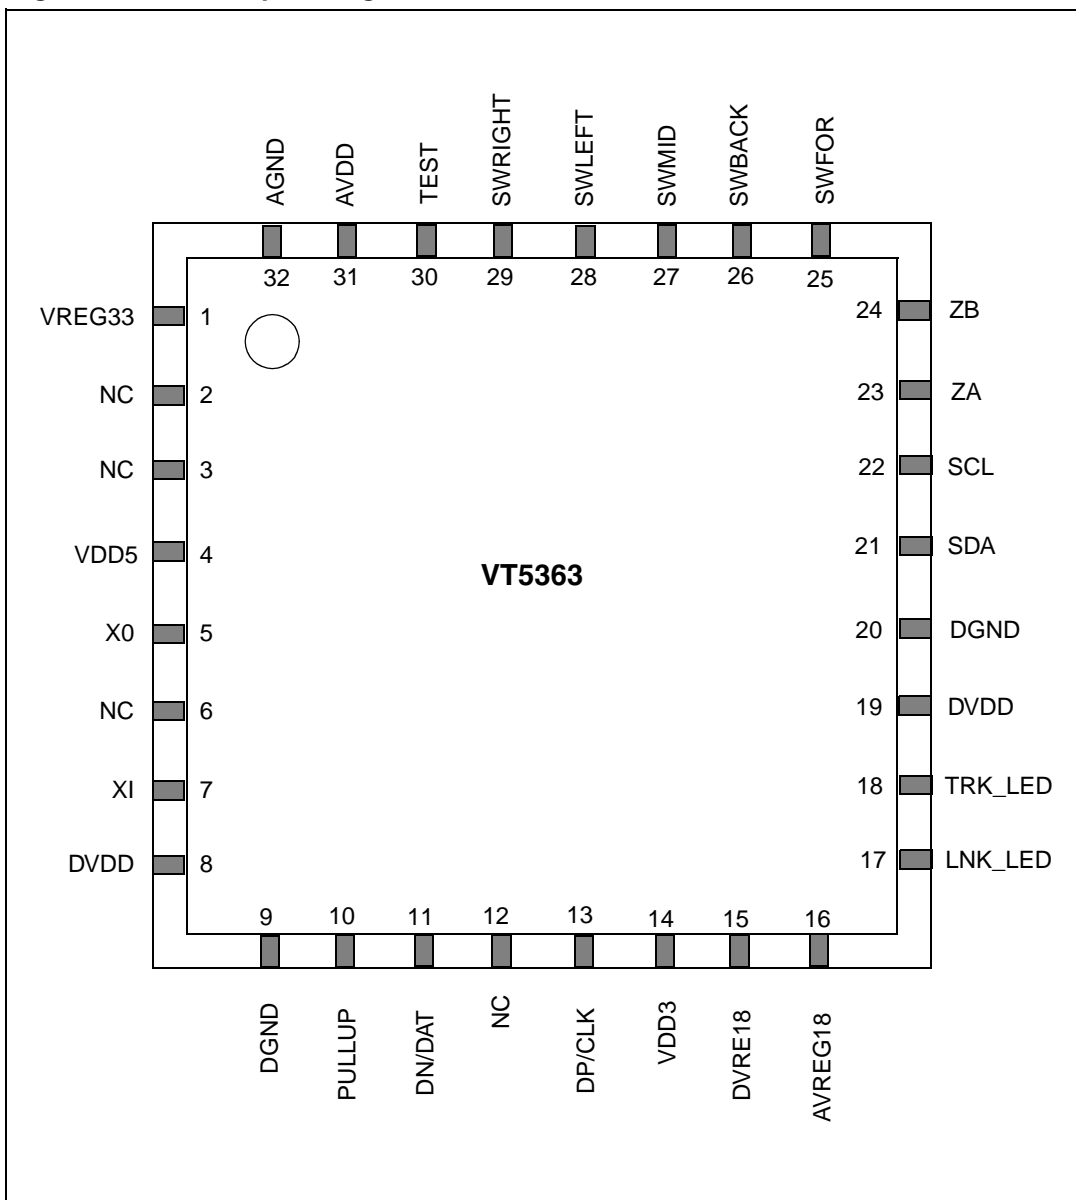 AGND
AVDD
TEST
SWRIGHT
SWLEFT
SWMID
SWBACK
SWFOR
32 31 30 29 28 27 26 25
VREG33 1
NC 2
NC 3
VDD5 4
X0 5
NC 6
XI 7
DVDD 8
VT5363
24 ZB
23 ZA
22 SCL
21 SDA
20 DGND
19 DVDD
18 TRK_LED
17 LNK_LED
9 10 11 12 13 14 15 16
DGND
PULLUP
DN/DAT
NC
DP/CLK
VDD3
DVRE18
AVREG18